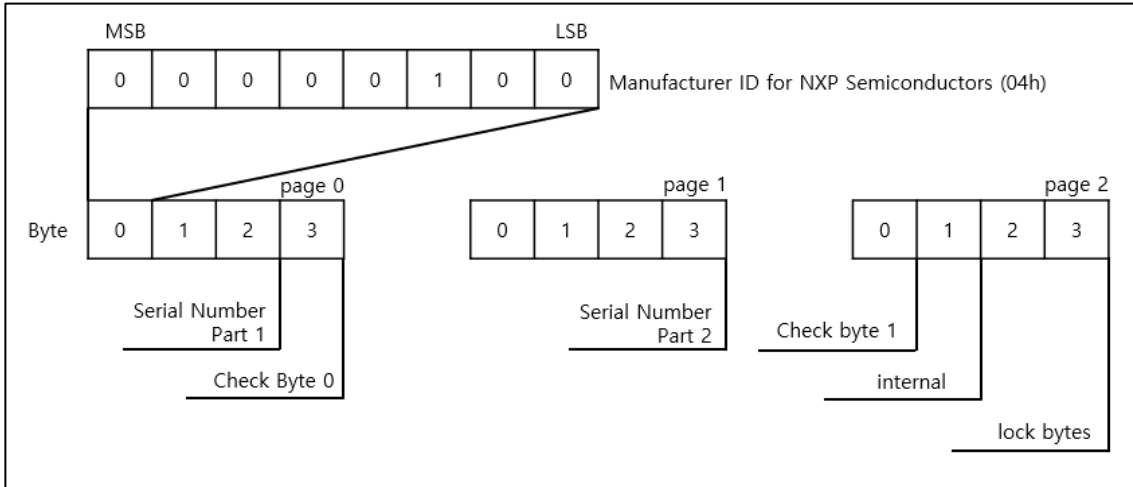 MSB LSB
0 0 0 0 0 1 0 0 Manufacturer ID for NXP Semiconductors (04h)
page 0 page 1 page 2
Byte 0 1 2 3 0 1 2 3 0 1 2 3
Serial Number Serial Number
Part 1 Part 2 Check byte 1
Check Byte 0 internal
lock bytes